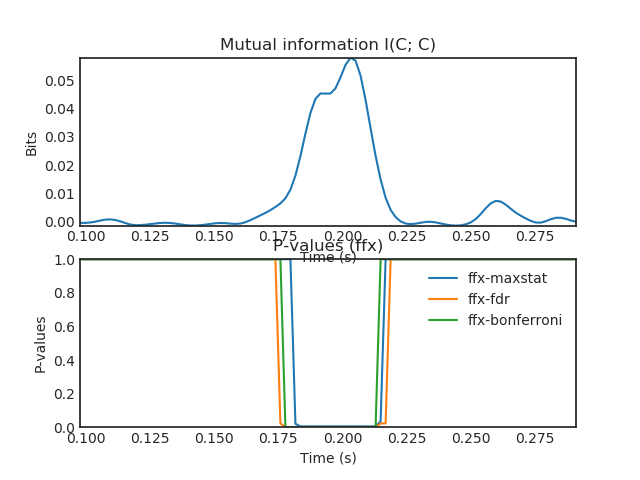 Mutual information I(C; C)
Bits
0.05
0.04
0.03
0.02
0.01
0.00
0.100 0.125 0.150 0.175 0.200 0.225 0.250 0.275
Time (s)
P-values (ffx)
P-values
1.0
0.8
0.6
0.4
0.2
0.0
ffx-maxstat
ffx-fdr
ffx-bonferroni
0.100 0.125 0.150 0.175 0.200 0.225 0.250 0.275
Time (s)